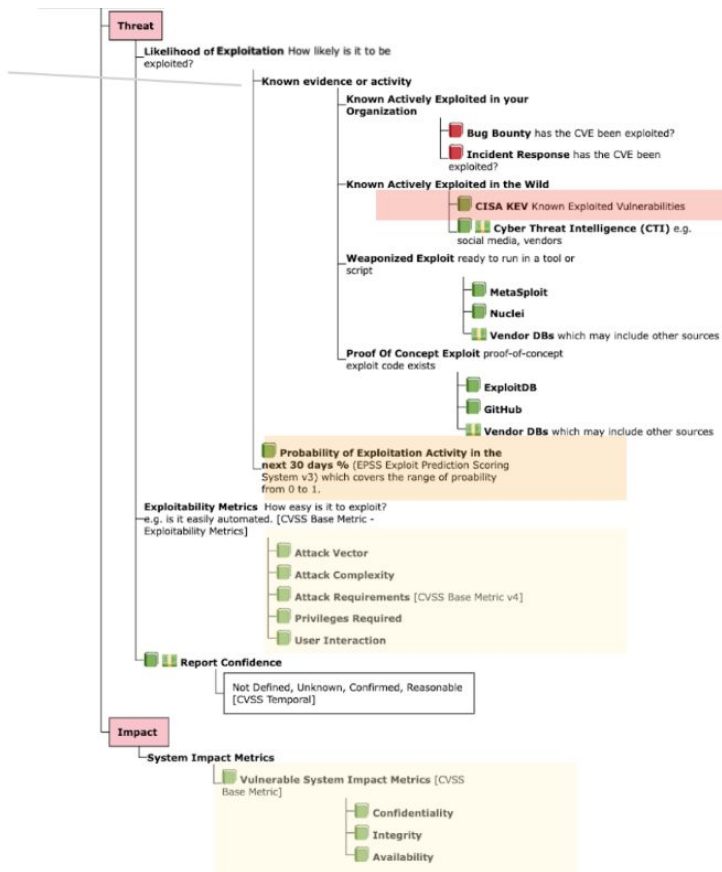 Threat
Likelihood of Exploitation How likely is it to be
exploited?
Known evidence or activity
Known Actively Exploited in your
Organization
Bug Bounty has the CVE been exploited?
Incident Response has the CVE been
exploited?
Known Actively Exploited in the Wild
CISA KEV Known Exploited Vulnerabilities
Cyber Threat Intelligence (CTI) e.g.
social media, vendors
Weaponized Exploit ready to run in a tool or
script
MetaSploit
Nuclei
Vendor DBs which may include other sources
Proof Of Concept Exploit proof-of-concept
exploit code exists
ExploitDB
GitHub
Vendor DBs which may include other sources
Probability of Exploitation Activity in the
next 30 days % (EPSS Exploit Prediction Scoring
System v3) which covers the range of proability
from 0 to 1.
Exploitability Metrics How easy is it to exploit?
e.g. is it easily automated. [CVSS Base Metric -
Exploitability Metrics]
Attack Vector
Attack Complexity
Attack Requirements [CVSS Base Metric v4]
Privileges Required
User Interaction
Report Confidence
Not Defined, Unknown, Confirmed, Reasonable
[CVSS Temporal]
Impact
System Impact Metrics
Vulnerable System Impact Metrics [CVSS
Base Metric]
Confidentiality
Integrity
Availability